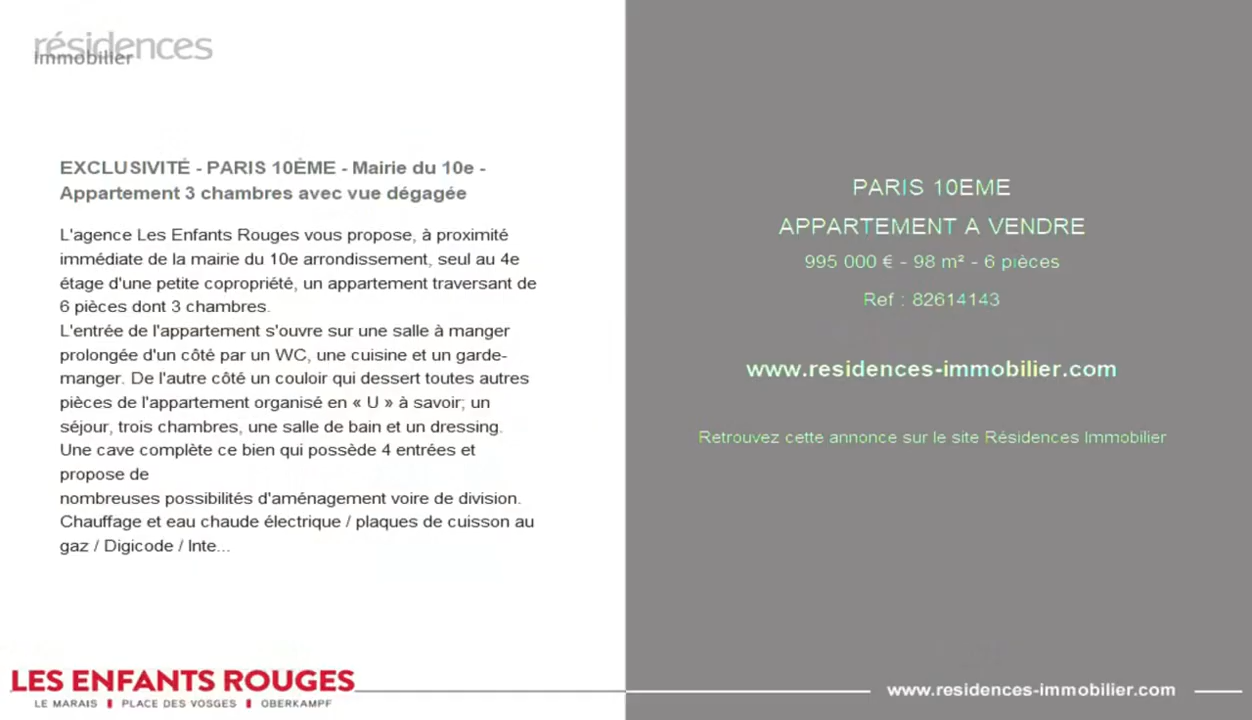 résidences
immobilier
EXCLUSIVITÉ - PARIS 10ÈME - Mairie du 10e -
Appartement 3 chambres avec vue dégagée
L'agence Les Enfants Rouges vous propose, à proximité
immédiate de la mairie du 10e arrondissement, seul au 4e
étage d'une petite copropriété, un appartement traversant de
6 pièces dont 3 chambres.
L'entrée de l'appartement s'ouvre sur une salle à manger
prolongée d'un côté par un WC, une cuisine et un garde-
manger. De l'autre côté un couloir qui dessert toutes autres
pièces de l'appartement organisé en « U » à savoir; un
séjour, trois chambres, une salle de bain et un dressing.
Une cave complète ce bien qui possède 4 entrées et
propose de
nombreuses possibilités d'aménagement voire de division.
Chauffage et eau chaude électrique / plaques de cuisson au
gaz / Digicode / Inte...
LES ENFANTS ROUGES
LE MARAIS PLACE DES VOSGES OBERKAMPF
PARIS 10EME
APPARTEMENT A VENDRE
995 000 € - 98 m² - 6 pièces
Ref : 82614143
www.residences-immobilier.com
Retrouvez cette annonce sur le site Résidences Immobilier
www.residences-immobilier.com